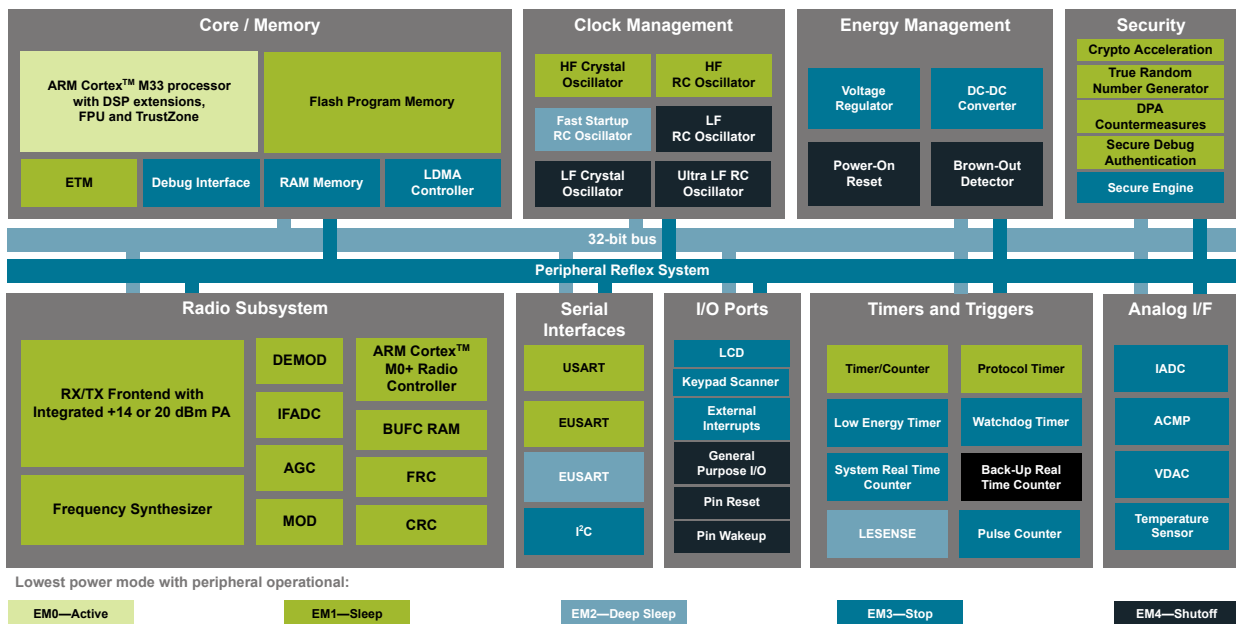 Core / Memory
ARM Cortex™ M33 processor
with DSP extensions,
FPU and TrustZone
Flash Program Memory
ETM
Debug Interface
RAM Memory
LDMA
Controller
Clock Management
HF Crystal
Oscillator
HF
RC Oscillator
Fast Startup
RC Oscillator
LF
RC Oscillator
LF Crystal
Oscillator
Ultra LF RC
Oscillator
Energy Management
Voltage
Regulator
DC-DC
Converter
Power-On
Reset
Brown-Out
Detector
Security
Crypto Acceleration
True Random
Number Generator
DPA
Countermeasures
Secure Debug
Authentication
Secure Engine
32-bit bus
Peripheral Reflex System
Radio Subsystem
RX/TX Frontend with
Integrated +14 or 20 dBm PA
Frequency Synthesizer
DEMOD
IFADC
AGC
MOD
ARM Cortex™
M0+ Radio
Controller
BUFC RAM
FRC
CRC
Serial
Interfaces
USART
EUSART
EUSART
I²C
I/O Ports
LCD
Keypad Scanner
External
Interrupts
General
Purpose I/O
Pin Reset
Pin Wakeup
Timers and Triggers
Timer/Counter
Protocol Timer
Low Energy Timer
Watchdog Timer
System Real Time
Counter
Back-Up Real
Time Counter
LESENSE
Pulse Counter
Analog I/F
IADC
ACMP
VDAC
Temperature
Sensor
Lowest power mode with peripheral operational:
EM0—Active
EM1—Sleep
EM2—Deep Sleep
EM3—Stop
EM4—Shutoff